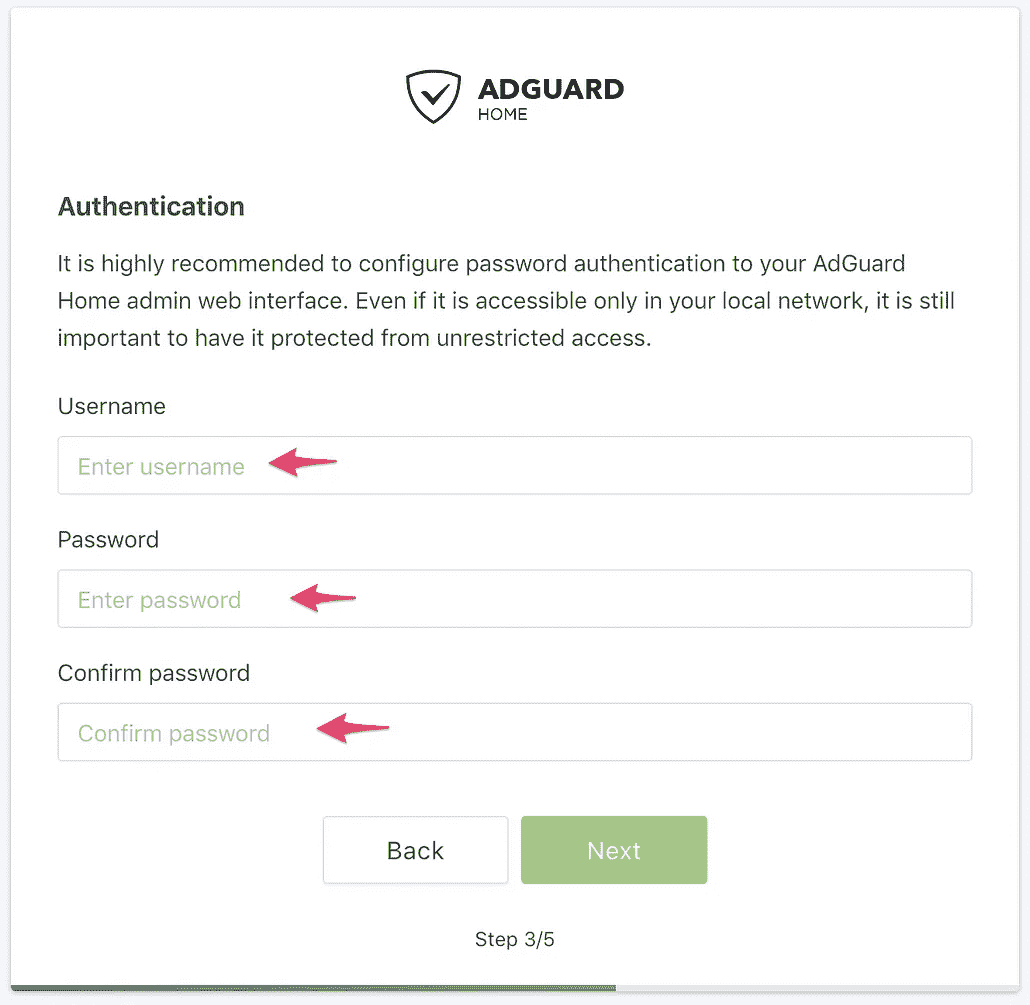 ADGUARD
HOME
Authentication
It is highly recommended to configure password authentication to your AdGuard
Home admin web interface. Even if it is accessible only in your local network, it is still
important to have it protected from unrestricted access.
Username
Enter username
Password
Enter password
Confirm password
Confirm password
Back
Next
Step 3/5